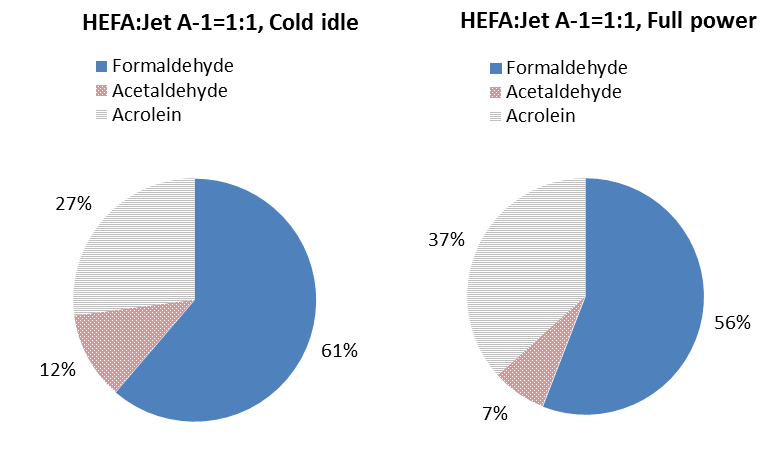 HEFA:Jet A-1=1:1, Cold idle
Formaldehyde
Acetaldehyde
Acrolein
27%
12%
61%
HEFA:Jet A-1=1:1, Full power
Formaldehyde
Acetaldehyde
Acrolein
37%
7%
56%